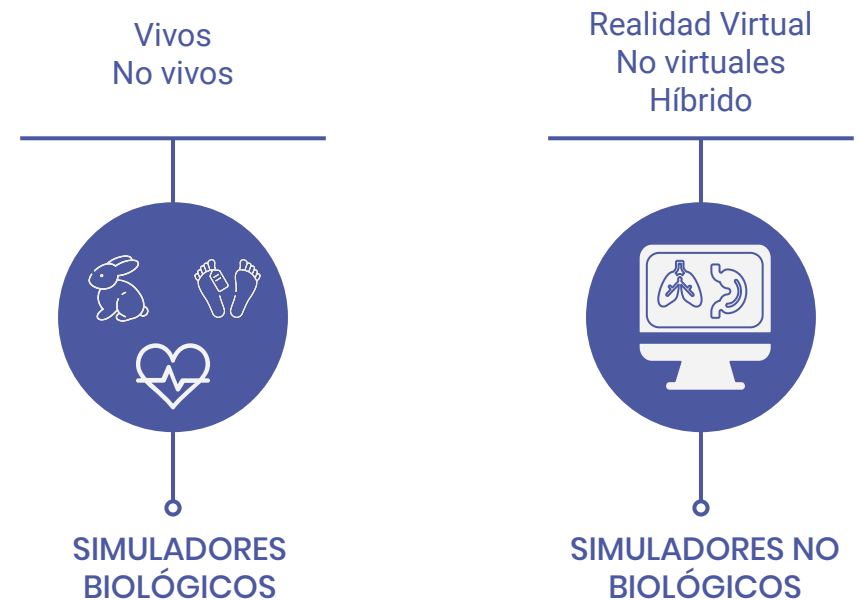 Vivos
No vivos
SIMULADORES
BIOLÓGICOS
Realidad Virtual
No virtuales
Híbrido
SIMULADORES NO
BIOLÓGICOS